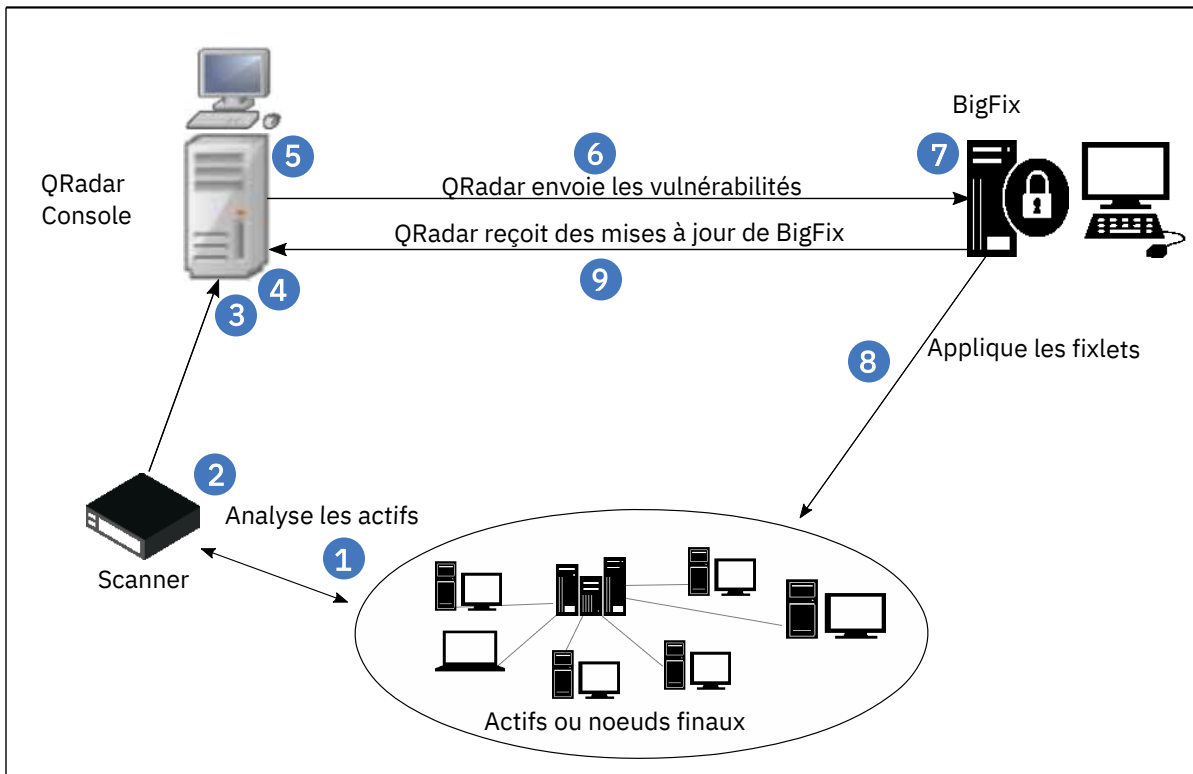 BigFix
5
6
7
QRadar
Console
QRadar envoie les vulnérabilités
QRadar reçoit des mises à jour de BigFix
4
9
3
8
Applique les fixlets
2
Analyse les actifs
1
Scanner
Actifs ou noeuds finaux